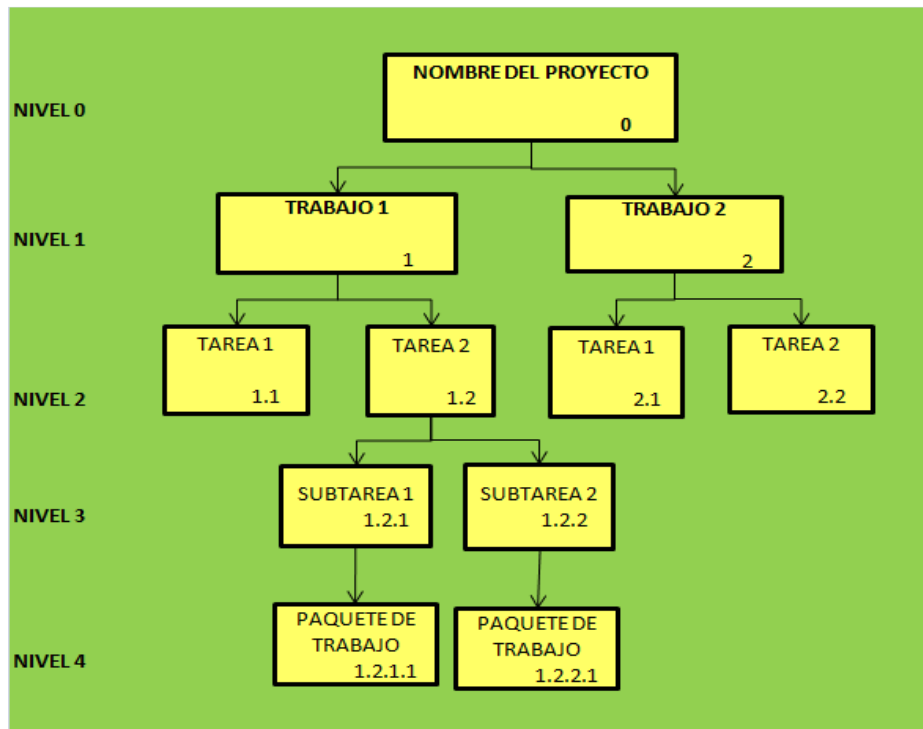 NOMBRE DEL PROYECTO
NIVEL 0
0
TRABAJO 1
TRABAJO 2
NIVEL 1
1
2
TAREA 1
TAREA 2
TAREA 1
TAREA 2
NIVEL 2
1.1
1.2
2.1
2.2
SUBTAREA 1
SUBTAREA 2
NIVEL 3
1.2.1
1.2.2
PAQUETE DE
TRABAJO
PAQUETE DE
TRABAJO
NIVEL 4
1.2.1.1
1.2.2.1